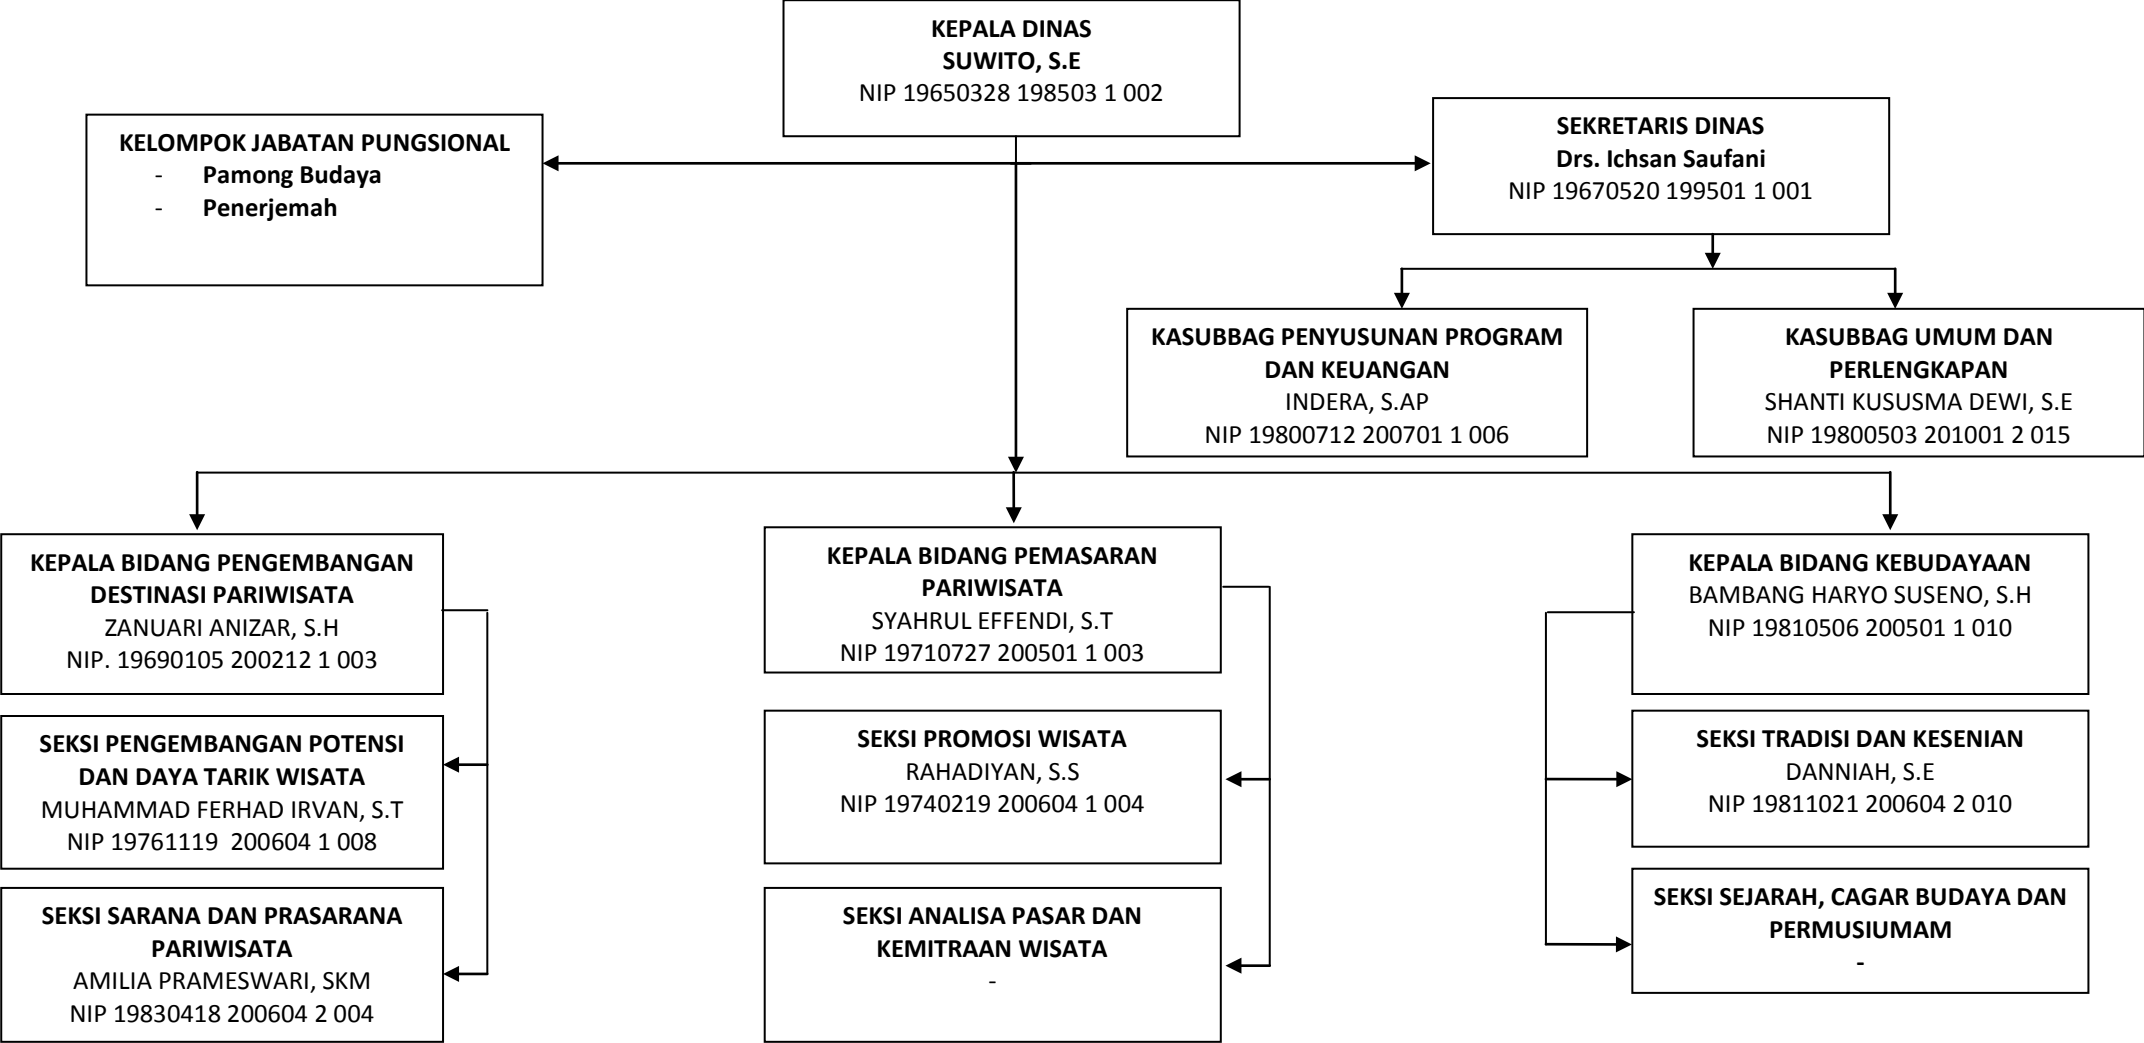 KEPALA DINAS
SUWITO, S.E
NIP 19650328 198503 1 002
KELOMPOK JABATAN PUNGSIONAL
- Pamong Budaya
- Penerjemah
SEKRETARIS DINAS
Drs. Ichsan Saufani
NIP 19670520 199501 1 001
KASUBBAG PENYUSUNAN PROGRAM
DAN KEUANGAN
INDERA, S.AP
NIP 19800712 200701 1 006
KASUBBAG UMUM DAN
PERLENGKAPAN
SHANTI KUSUSMA DEWI, S.E
NIP 19800503 201001 2 015
KEPALA BIDANG PENGEMBANGAN
DESTINASI PARIWISATA
ZANUARI ANIZAR, S.H
NIP. 19690105 200212 1 003
SEKSI PENGEMBANGAN POTENSI
DAN DAYA TARIK WISATA
MUHAMMAD FERHAD IRVAN, S.T
NIP 19761119  200604 1 008
SEKSI SARANA DAN PRASARANA
PARIWISATA
AMILIA PRAMESWARI, SKM
NIP 19830418 200604 2 004
KEPALA BIDANG PEMASARAN
PARIWISATA
SYAHRUL EFFENDI, S.T
NIP 19710727 200501 1 003
SEKSI PROMOSI WISATA
RAHADIYAN, S.S
NIP 19740219 200604 1 004
SEKSI ANALISA PASAR DAN
KEMITRAAN WISATA
-
KEPALA BIDANG KEBUDAYAAN
BAMBANG HARYO SUSENO, S.H
NIP 19810506 200501 1 010
SEKSI TRADISI DAN KESENIAN
DANNIAH, S.E
NIP 19811021 200604 2 010
SEKSI SEJARAH, CAGAR BUDAYA DAN
PERMUSIUMAM
-